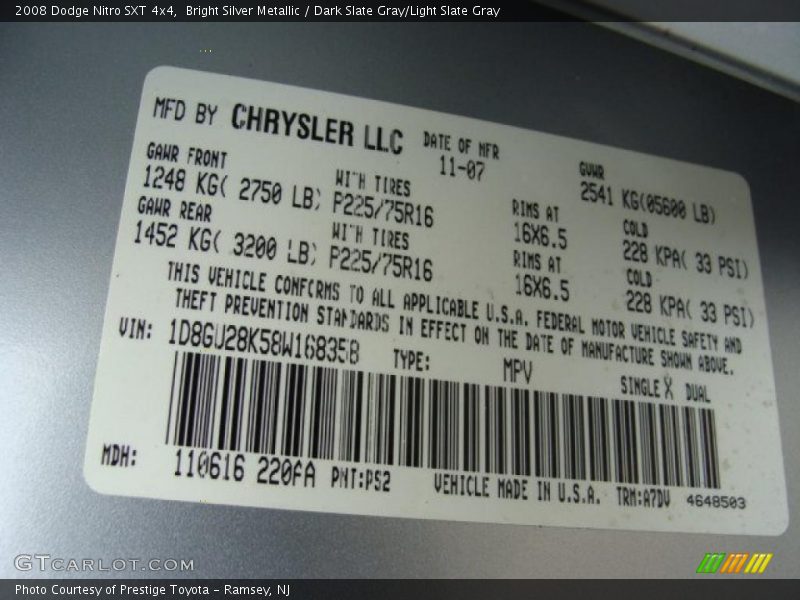 2008 Dodge Nitro SXT 4x4, Bright Silver Metallic / Dark Slate Gray/Light Slate Gray
MFD BY CHRYSLER LLC DATE OF MFR GVWR
11-07 2541 KG(05600 LB)
GAWR FRONT WITH TIRES RIMS AT COLD
1248 KG( 2750 LB) P225/75R16 16X6.5 228 KPA( 33 PSI)
GAWR REAR WITH TIRES RIMS AT COLD
1452 KG( 3200 LB) P225/75R16 16X6.5 228 KPA( 33 PSI)
THIS VEHICLE CONFORMS TO ALL APPLICABLE U.S.A. FEDERAL MOTOR VEHICLE SAFETY AND
THEFT PREVENTION STANDARDS IN EFFECT ON THE DATE OF MANUFACTURE SHOWN ABOVE.
VIN: 1D8GU28K58W168358 TYPE: MPV SINGLE X DUAL
MDH: 110616 220FA PNT:PS2 VEHICLE MADE IN U.S.A. TRM:A7DV 4648503
GTCARLOT.COM
Photo Courtesy of Prestige Toyota - Ramsey, NJ